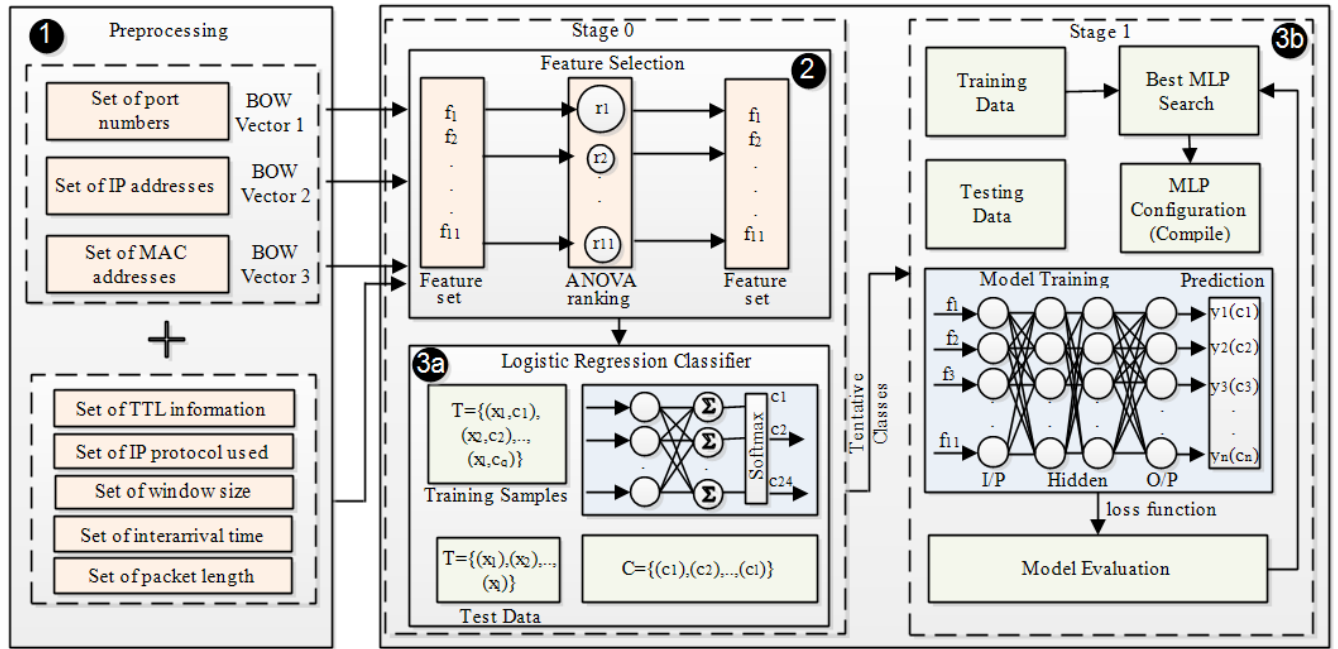 1
Preprocessing
Set of port
numbers
BOW
Vector 1
Set of IP addresses
BOW
Vector 2
Set of MAC
addresses
BOW
Vector 3
+
Set of TTL information
Set of IP protocol used
Set of window size
Set of interarrival time
Set of packet length
Stage 0
Feature Selection
2
f1
f2
.
.
.
.
f11
Feature
set
r1
r2
.
.
r11
ANOVA
ranking
f1
f2
.
.
.
.
f11
Feature
set
3a
Logistic Regression Classifier
T={(x1,c1),
(x2,c2),..,
(xl,cq)}
Training Samples
Σ
Σ
Σ
Softmax
c1
c2
c24
T={(x1),(x2),..,
(xl)}
Test Data
C={(c1),(c2),..,(cl)}
Tentative
Classes
Stage 1
3b
Training
Data
Best MLP
Search
Testing
Data
MLP
Configuration
(Compile)
Model Training
Prediction
f1
f2
f3
f11
y1(c1)
y2(c2)
y3(c3)
yn(cn)
I/P
Hidden
O/P
loss function
Model Evaluation